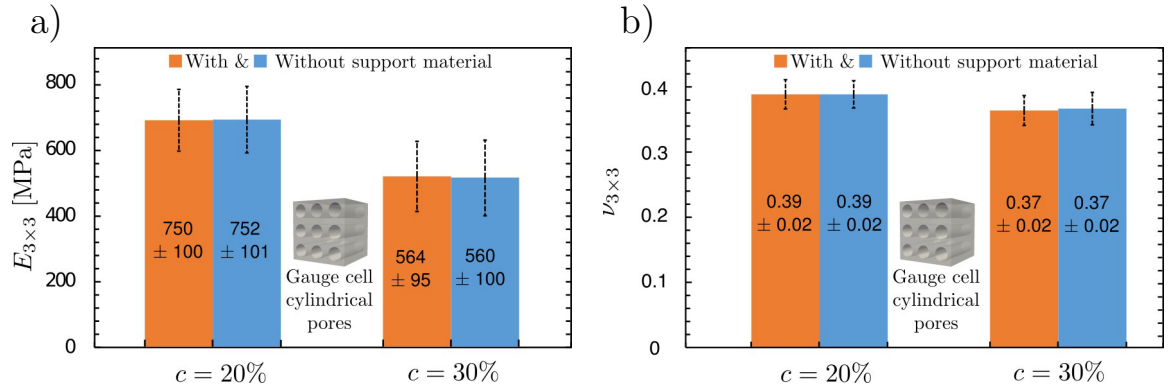 a)
E3×3 [MPa]
800
600
400
200
0
With & Without support material
750
± 100
752
± 101
Gauge cell
cylindrical
pores
564
± 95
560
± 100
c = 20%
c = 30%
b)
ν3×3
0.4
0.3
0.2
0.1
0
With & Without support material
0.39
± 0.02
0.39
± 0.02
Gauge cell
cylindrical
pores
0.37
± 0.02
0.37
± 0.02
c = 20%
c = 30%